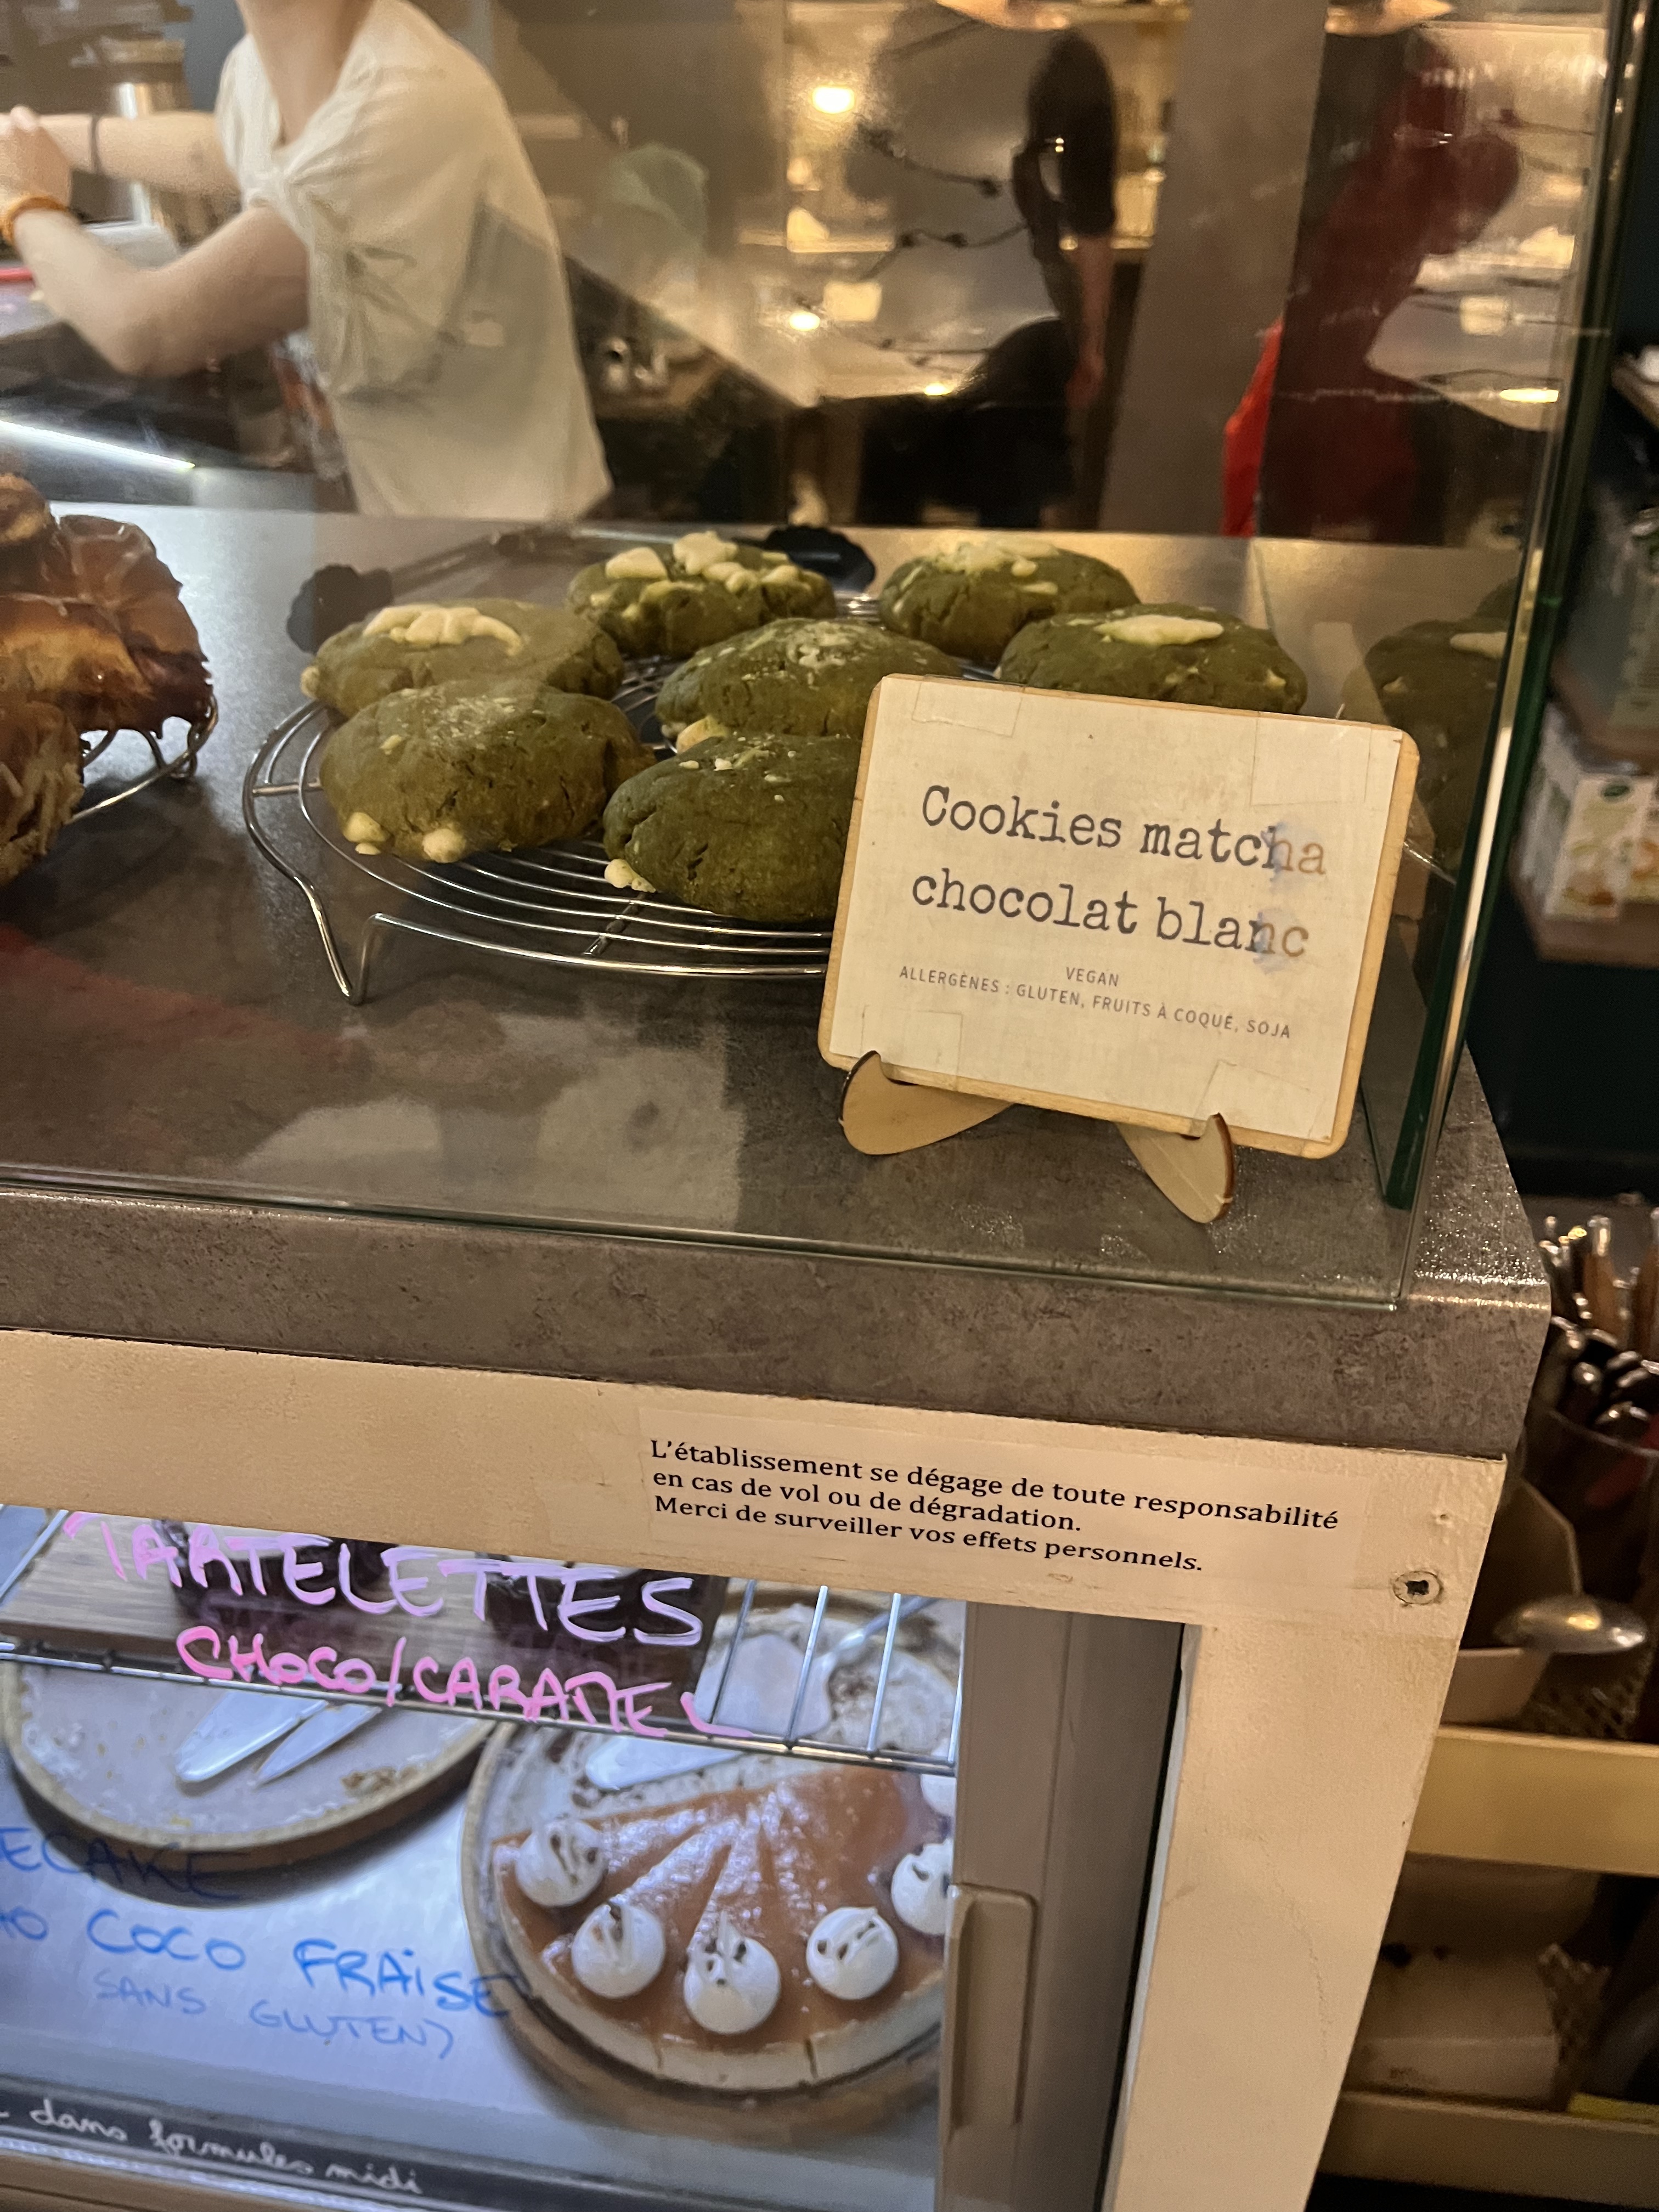 Cookies matcha
chocolat blanc
VEGAN
ALLERGÈNES : GLUTEN, FRUITS À COQUE, SOJA
L'établissement se dégage de toute responsabilité
en cas de vol ou de dégradation.
Merci de surveiller vos effets personnels.
TARTELETTES
CHOCO/CARAMEL
COCO FRAiSE
SANS GLUTEN)
dans formules midi